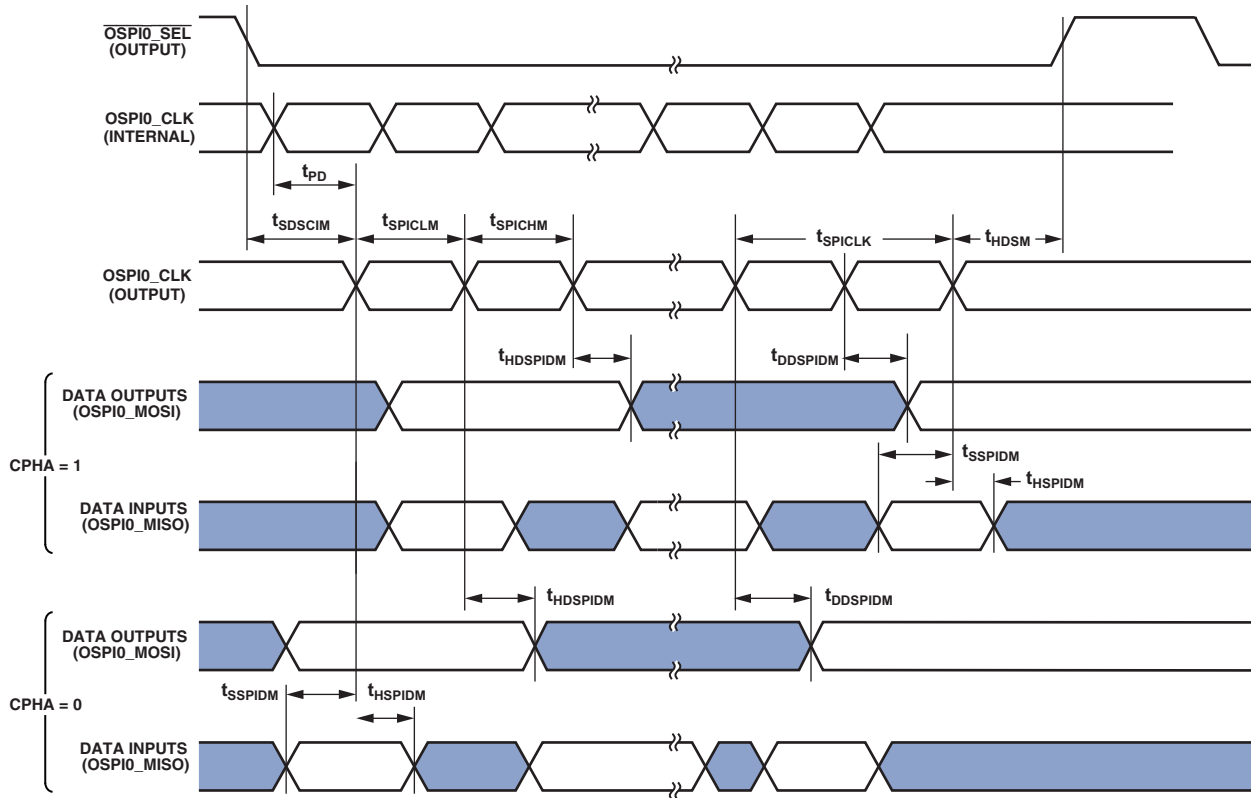 OSPI0_SEL
(OUTPUT)
OSPI0_CLK
(INTERNAL)
tPD
tSDSCIM
tSPICLM
tSPICHM
tSPICLK
tHDSM
OSPI0_CLK
(OUTPUT)
tHDSPIDM
tDDSPIDM
DATA OUTPUTS
(OSPI0_MOSI)
CPHA = 1
tSSPIDM
tHSPIDM
DATA INPUTS
(OSPI0_MISO)
tHDSPIDM
tDDSPIDM
DATA OUTPUTS
(OSPI0_MOSI)
CPHA = 0
tSSPIDM
tHSPIDM
DATA INPUTS
(OSPI0_MISO)